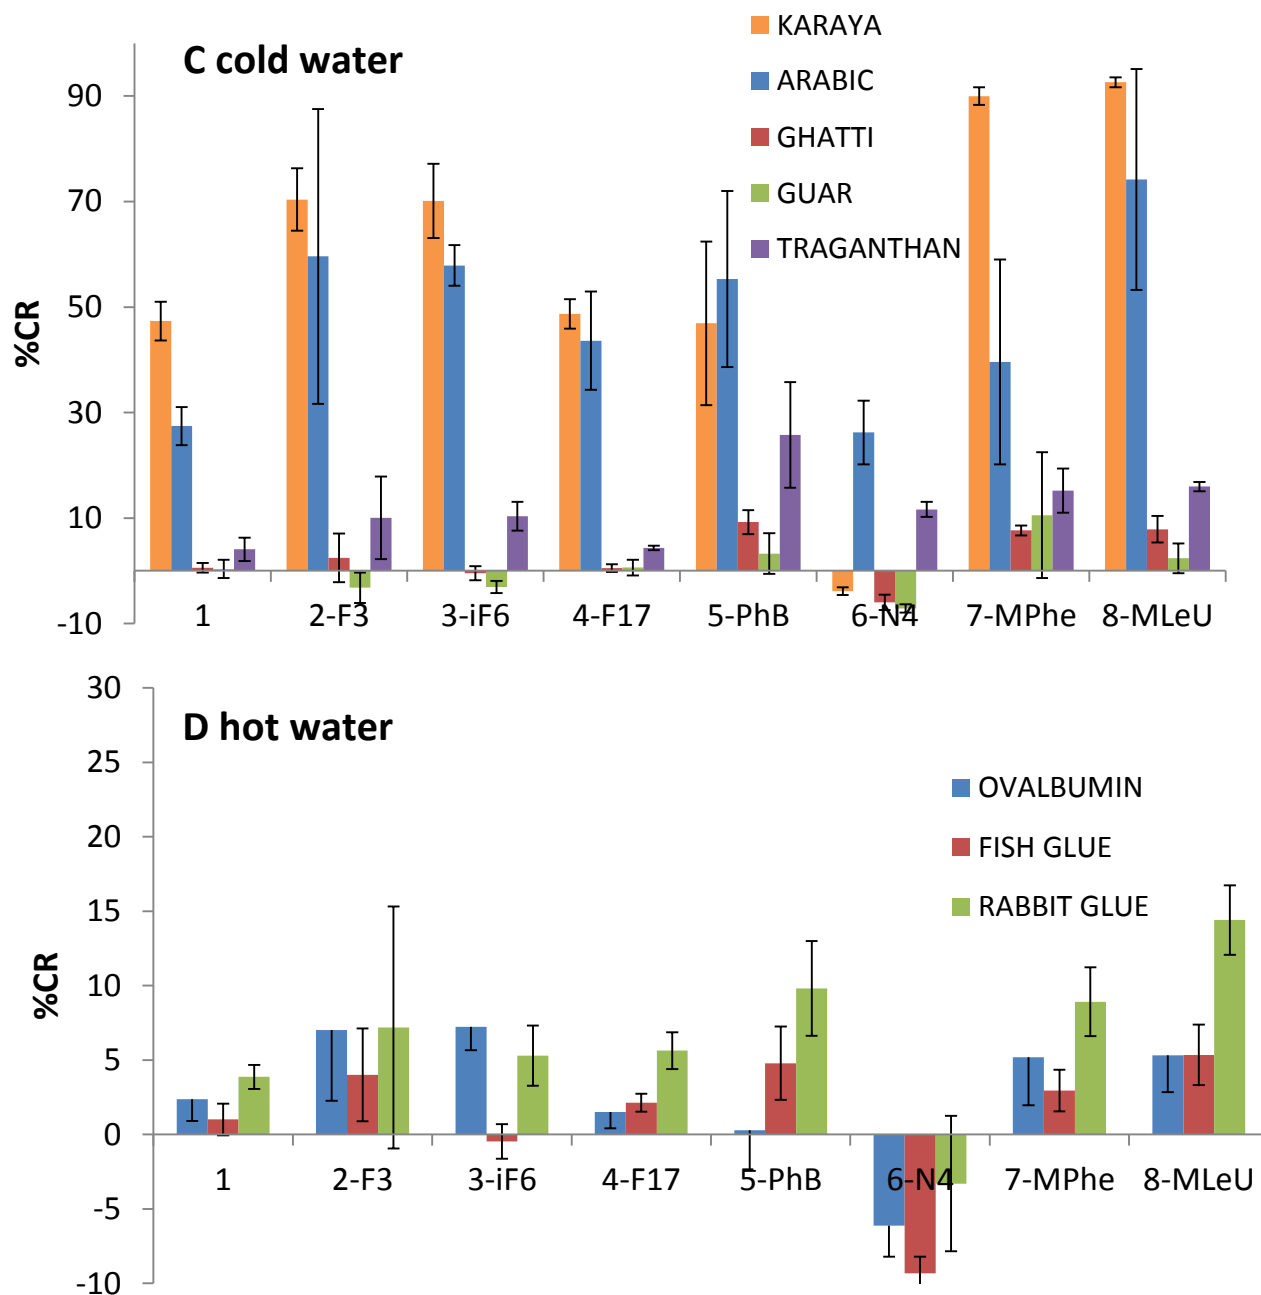 KARAYA
C cold water
ARABIC
90
GHATTI
GUAR
70
TRAGANTHAN
50
%CR
30
10
-10
1 2-F3 3-iF6 4-F17 5-PhB 6-N4 7-MPhe 8-MLeU
30
D hot water
25
OVALBUMIN
20
FISH GLUE
RABBIT GLUE
15
10
%CR
5
0
1 2-F3 3-iF6 4-F17 5-PhB 6-N4 7-MPhe 8-MLeU
-5
-10